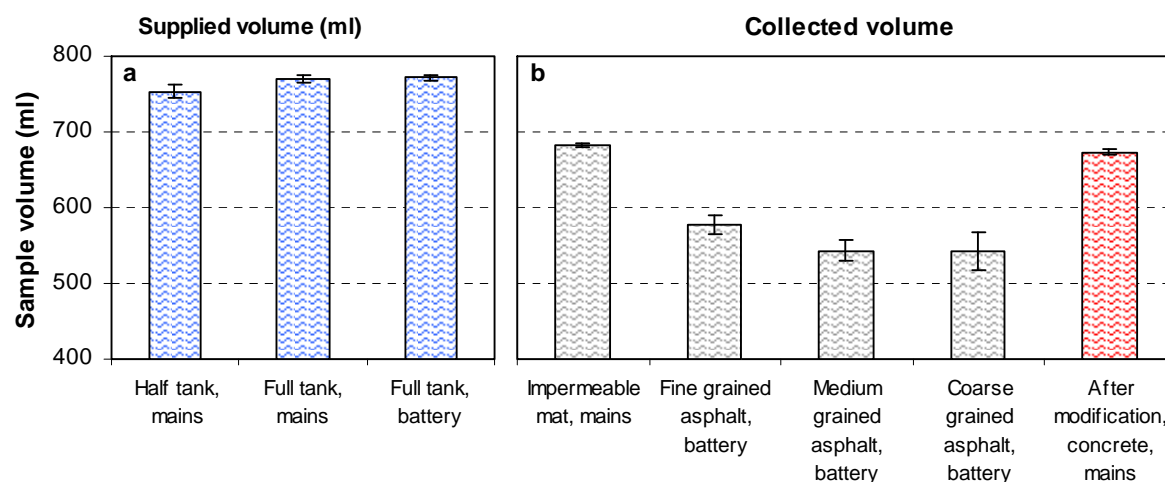 Supplied volume (ml)
Collected volume
Sample volume (ml)
800
700
600
500
400
a
b
Half tank,
mains
Full tank,
mains
Full tank,
battery
Impermeable
mat, mains
Fine grained
asphalt,
battery
Medium
grained
asphalt,
battery
Coarse
grained
asphalt,
battery
After
modification,
concrete,
mains